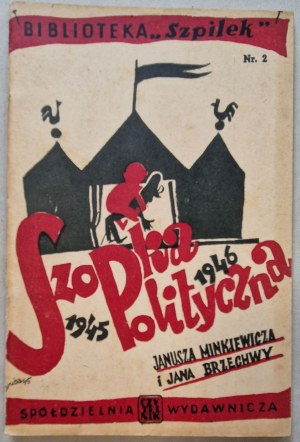 BIBLIOTEKA „Szpilek"
Nr. 2
Szopka
Polityczna
1945
1946
JANUSZA MINKIEWICZA
i JANA BRZECHWY
SPÓŁDZIELNIA WYDAWNICZA